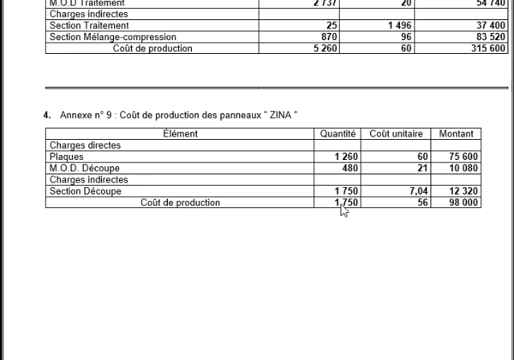 M.O.D Traitement 2 737 20 54 740
Charges indirectes
Section Traitement 25 1 496 37 400
Section Mélange-compression 870 96 83 520
Coût de production 5 260 60 315 600
4. Annexe n° 9 : Coût de production des panneaux " ZINA "
Élément Quantité Coût unitaire Montant
Charges directes
Plaques 1 260 60 75 600
M.O.D. Découpe 480 21 10 080
Charges indirectes
Section Découpe 1 750 7,04 12 320
Coût de production 1,750 56 98 000